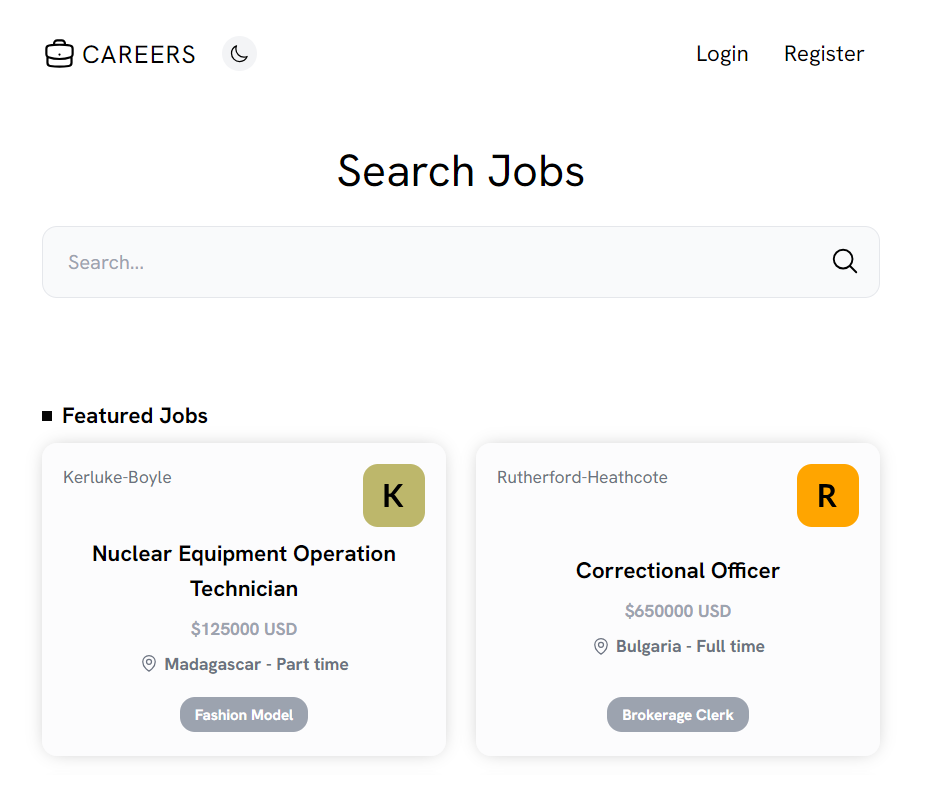 CAREERS
Login
Register
Search Jobs
Search...
Featured Jobs
Kerluke-Boyle
K
Nuclear Equipment Operation
Technician
$125000 USD
Madagascar - Part time
Fashion Model
Rutherford-Heathcote
R
Correctional Officer
$650000 USD
Bulgaria - Full time
Brokerage Clerk